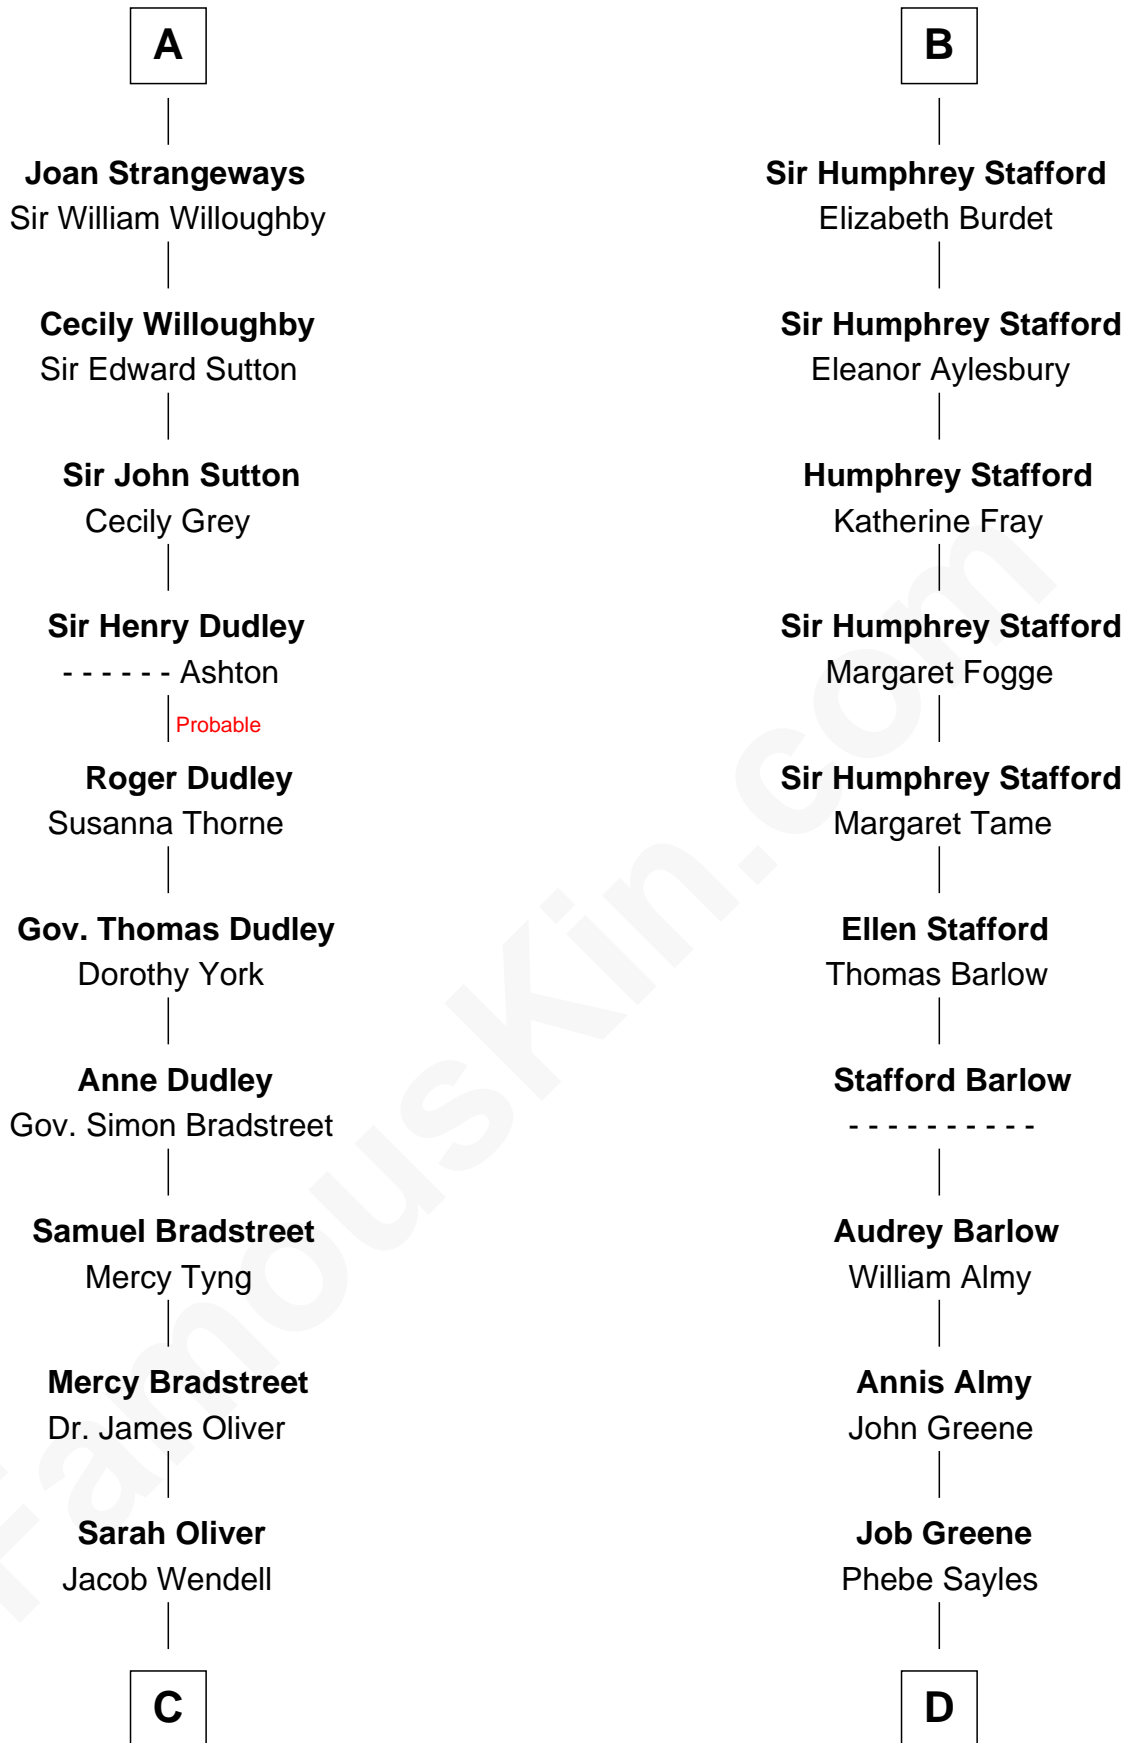 A
Joan Strangeways
Sir William Willoughby
Cecily Willoughby
Sir Edward Sutton
Sir John Sutton
Cecily Grey
Sir Henry Dudley
- - - - - - Ashton
Probable
Roger Dudley
Susanna Thorne
Gov. Thomas Dudley
Dorothy York
Anne Dudley
Gov. Simon Bradstreet
Samuel Bradstreet
Mercy Tyng
Mercy Bradstreet
Dr. James Oliver
Sarah Oliver
Jacob Wendell
C
B
Sir Humphrey Stafford
Elizabeth Burdet
Sir Humphrey Stafford
Eleanor Aylesbury
Humphrey Stafford
Katherine Fray
Sir Humphrey Stafford
Margaret Fogge
Sir Humphrey Stafford
Margaret Tame
Ellen Stafford
Thomas Barlow
Stafford Barlow
- - - - - - - - - -
Audrey Barlow
William Almy
Annis Almy
John Greene
Job Greene
Phebe Sayles
D
FamousKin.com